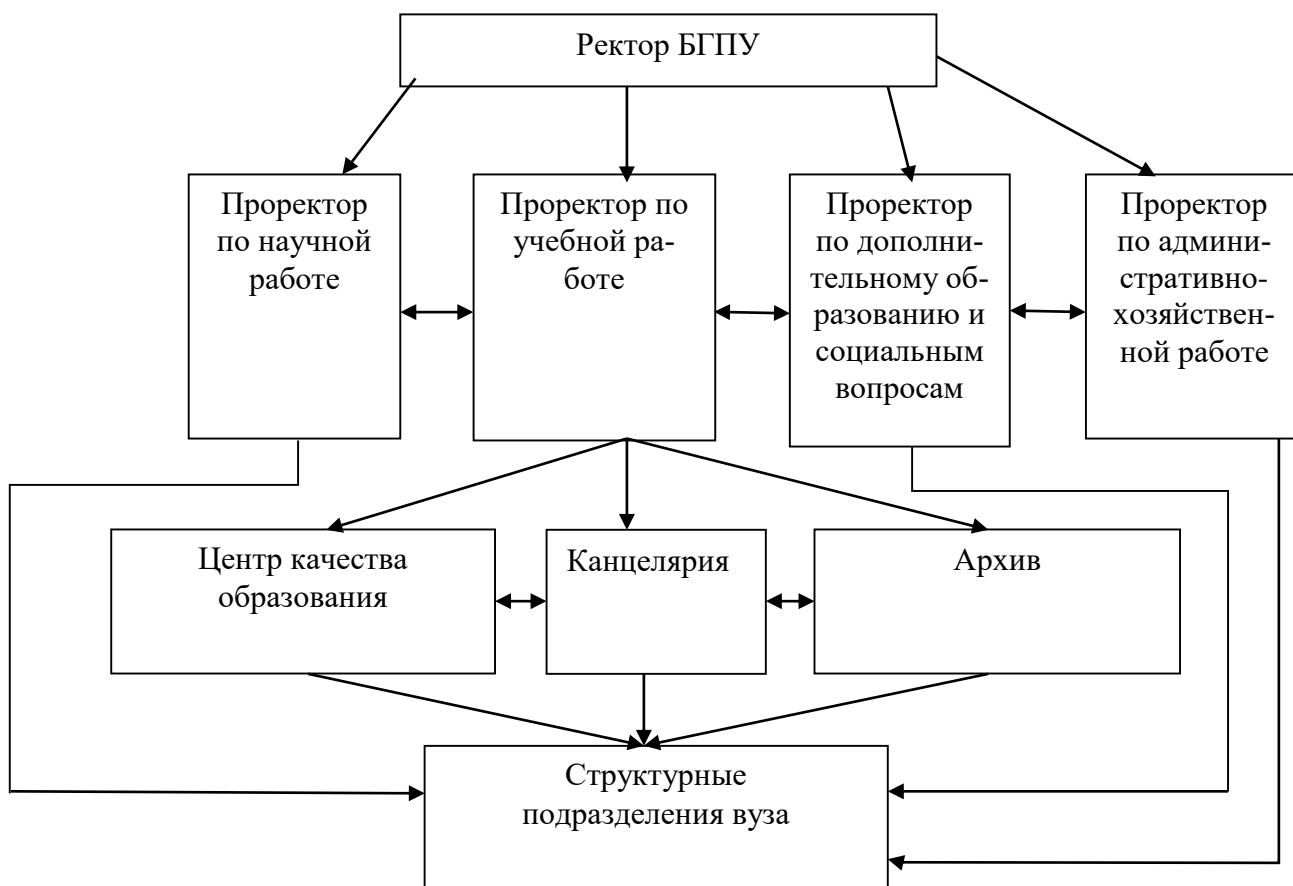 Ректор БГПУ
Проректор
по научной
работе
Проректор по
учебной ра-
боте
Проректор
по дополни-
тельному об-
разованию и
социальным
вопросам
Проректор
по админи-
стративно-
хозяйствен-
ной работе
Центр качества
образования
Канцелярия
Архив
Структурные
подразделения вуза